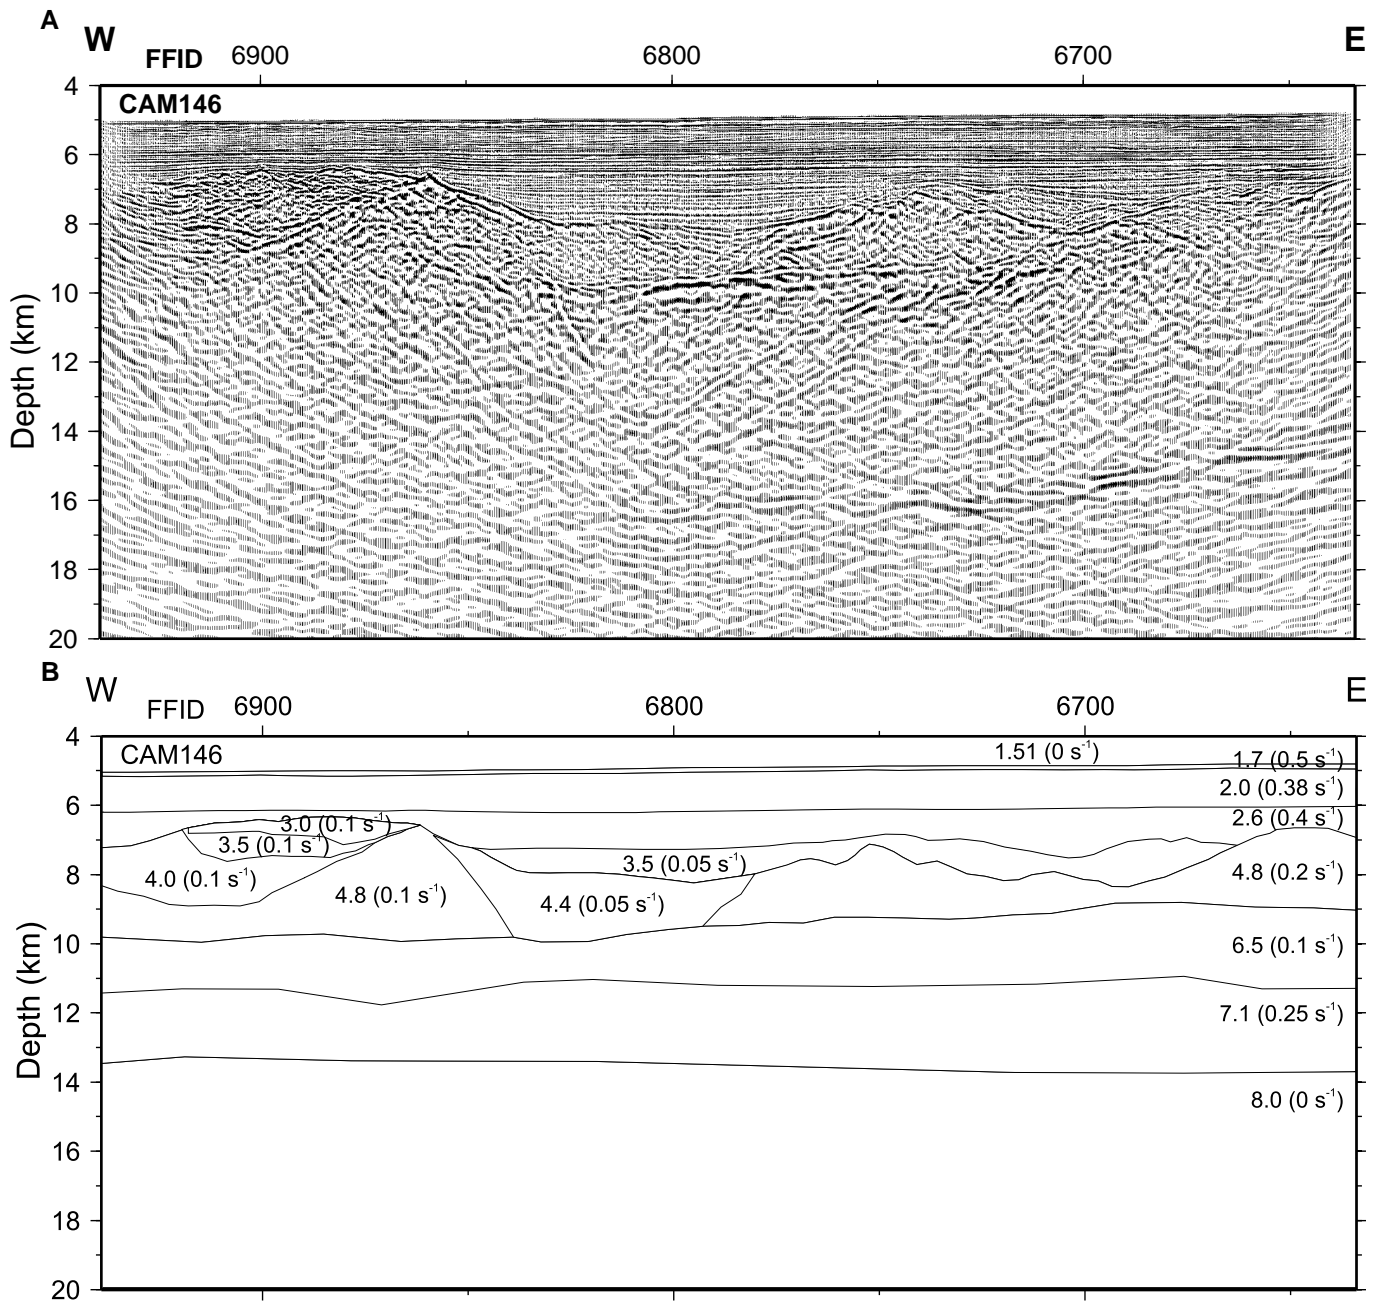 A
W FFID 6900 6800 6700 E
CAM146
4
6
8
10
12
14
16
18
20
Depth (km)
B
W FFID 6900 6800 6700 E
CAM146
1.51 (0 s⁻¹)
1.7 (0.5 s⁻¹)
2.0 (0.38 s⁻¹)
2.6 (0.4 s⁻¹)
3.0 (0.1 s⁻¹)
3.5 (0.1 s⁻¹)
3.5 (0.05 s⁻¹)
4.0 (0.1 s⁻¹)
4.8 (0.1 s⁻¹)
4.4 (0.05 s⁻¹)
4.8 (0.2 s⁻¹)
6.5 (0.1 s⁻¹)
7.1 (0.25 s⁻¹)
8.0 (0 s⁻¹)
4
6
8
10
12
14
16
18
20
Depth (km)